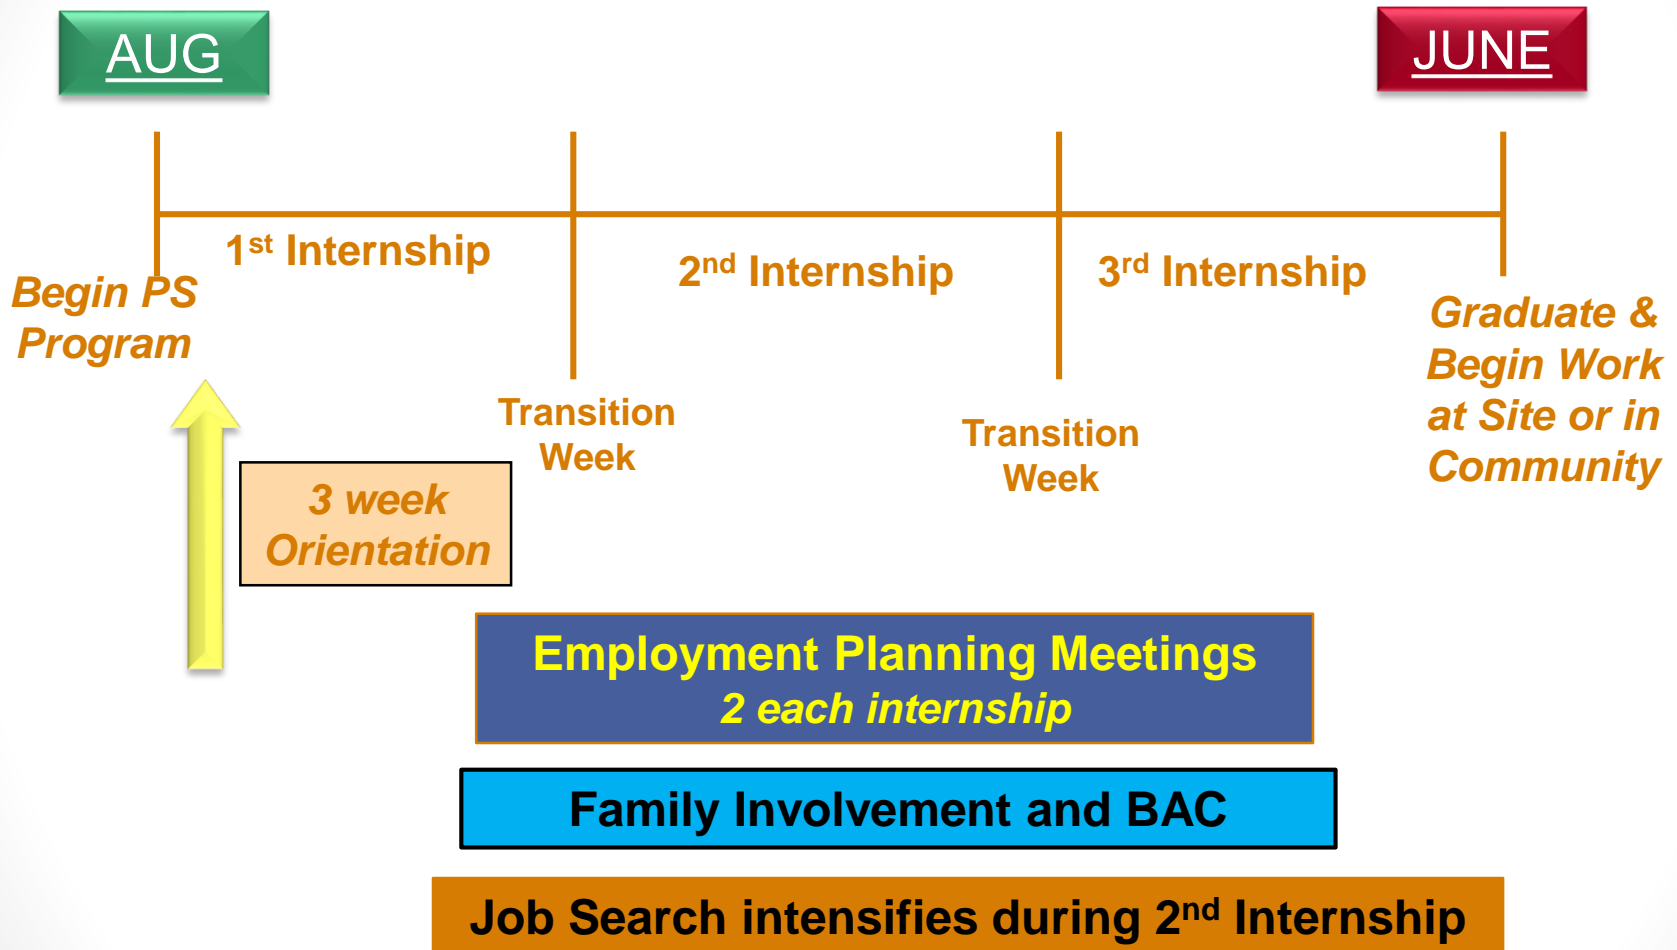 AUG
JUNE
1st Internship
2nd Internship
3rd Internship
Begin PS
Program
Graduate &
Begin Work
at Site or in
Community
Transition
Week
Transition
Week
3 week
Orientation
Employment Planning Meetings
2 each internship
Family Involvement and BAC
Job Search intensifies during 2nd Internship